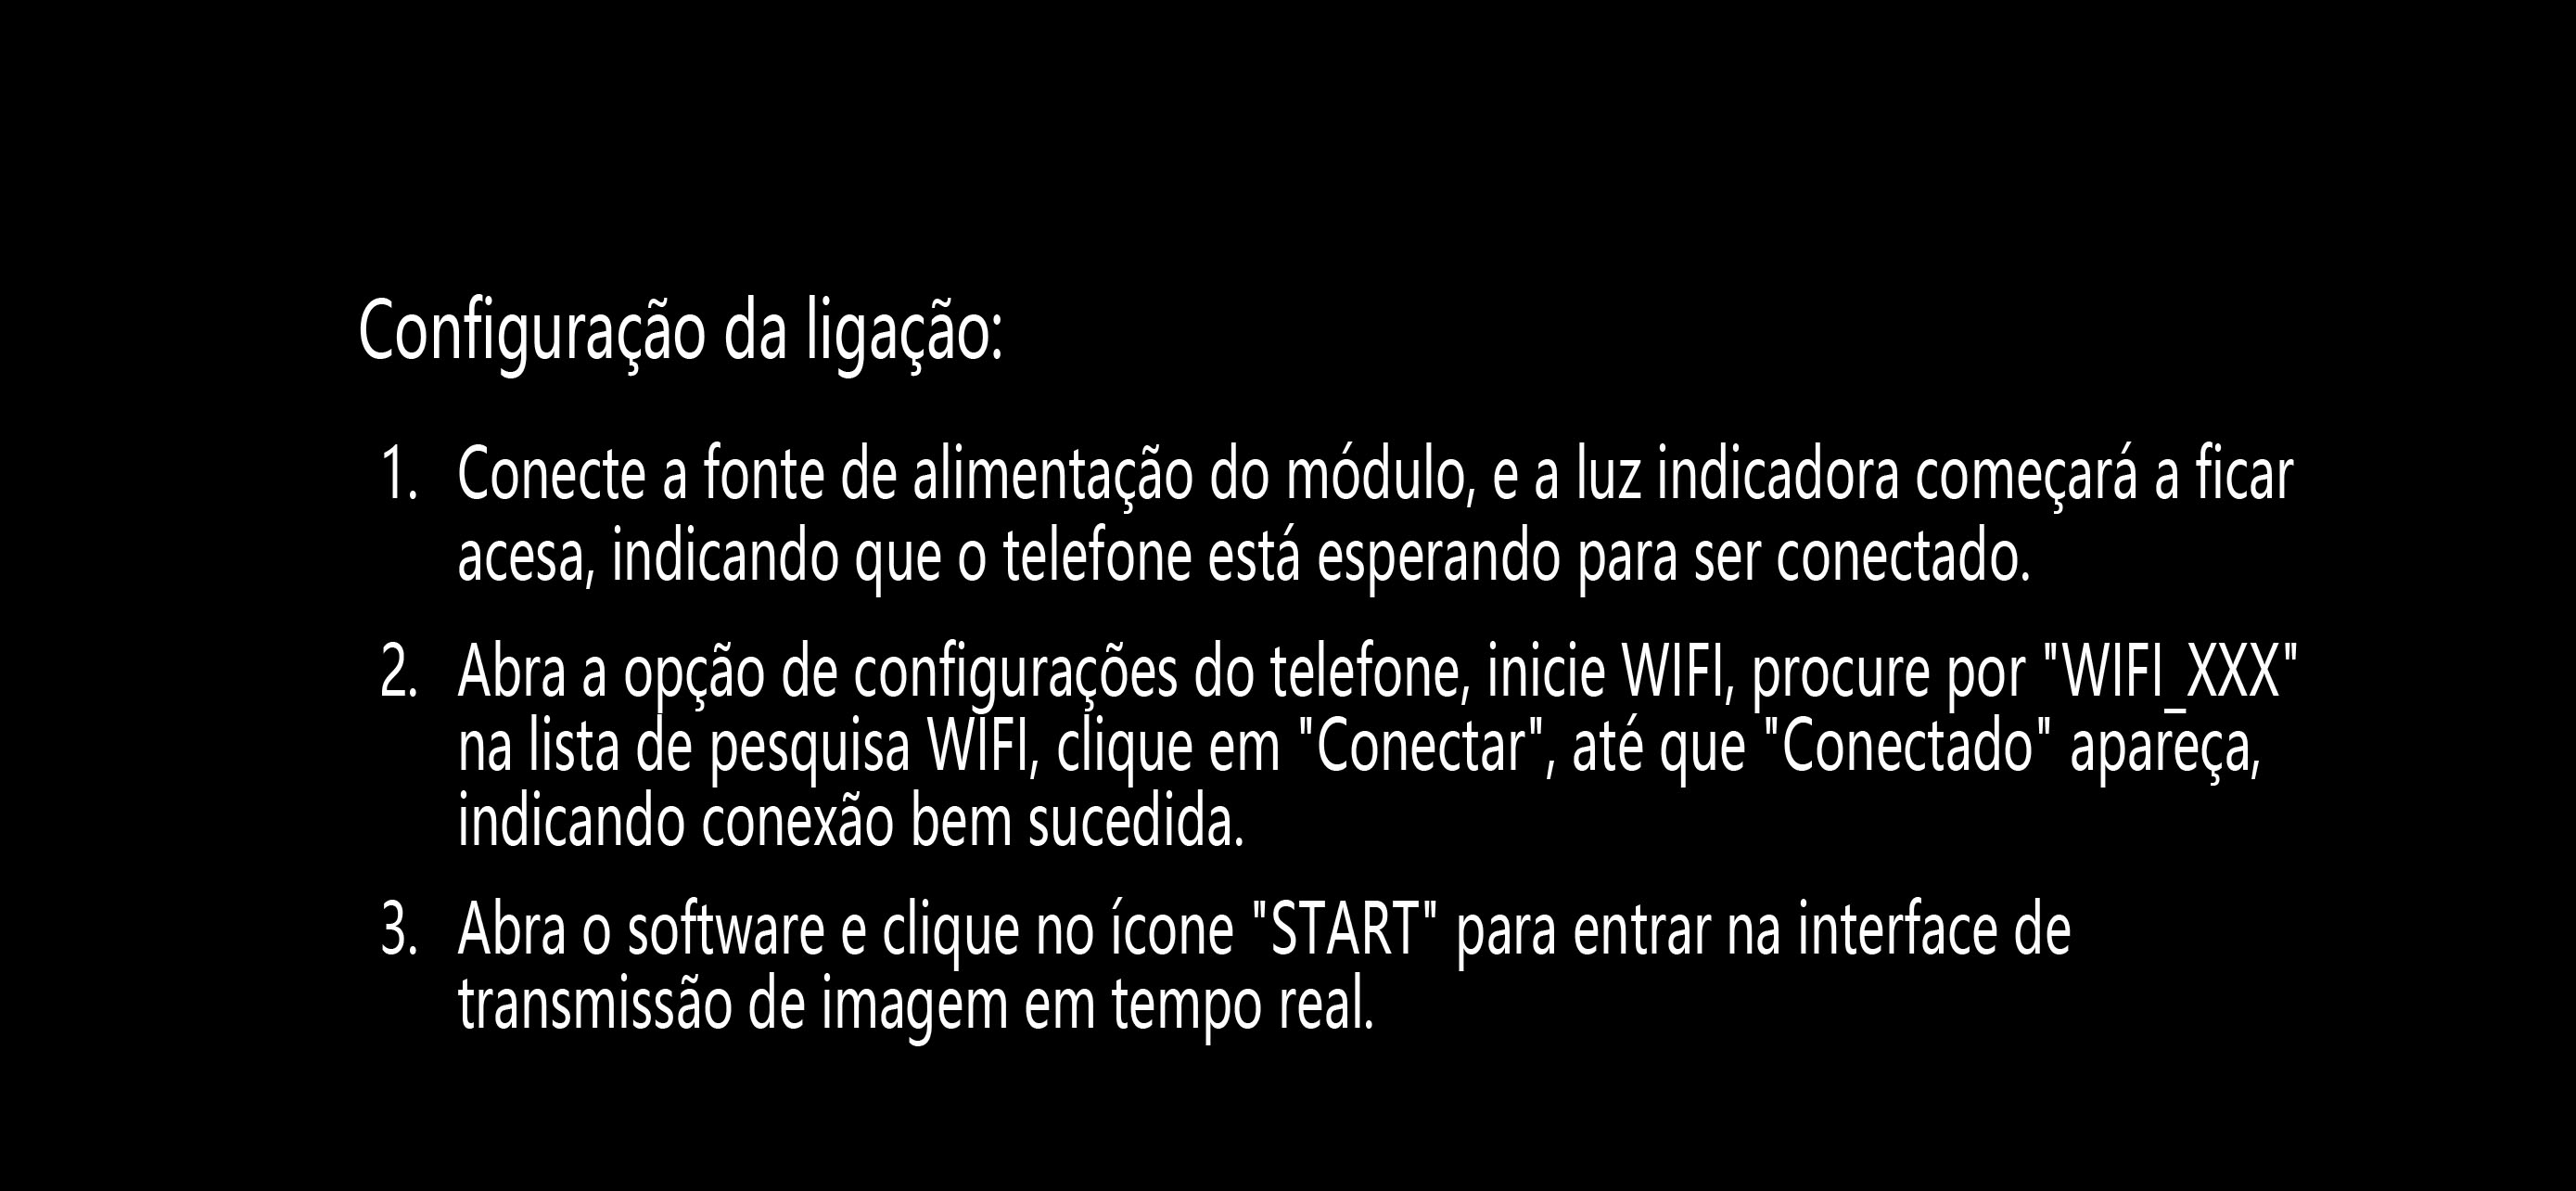 Configuração da ligação:
1. Conecte a fonte de alimentação do módulo, e a luz indicadora começará a ficar
acesa, indicando que o telefone está esperando para ser conectado.
2. Abra a opção de configurações do telefone, inicie WIFI, procure por "WIFI_XXX"
na lista de pesquisa WIFI, clique em "Conectar", até que "Conectado" apareça,
indicando conexão bem sucedida.
3. Abra o software e clique no ícone "START" para entrar na interface de
transmissão de imagem em tempo real.